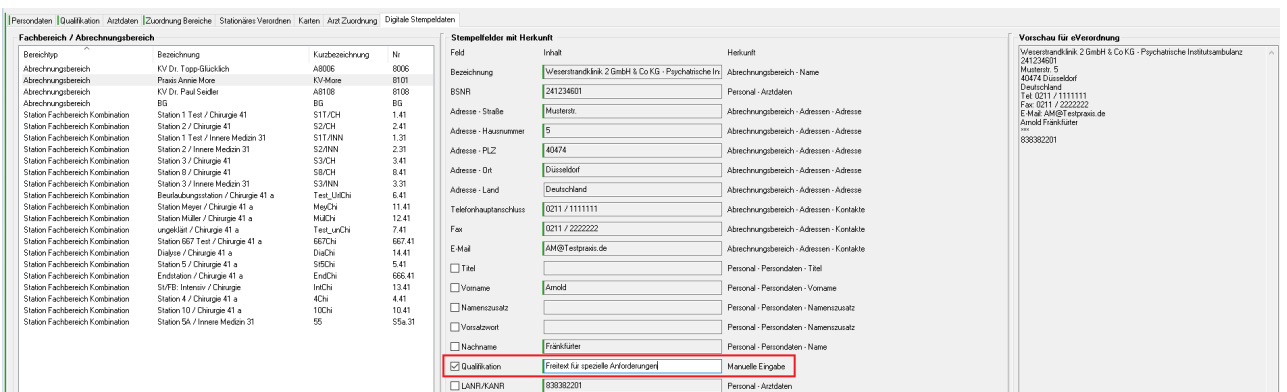 Persondaten Qualifikation Arztdaten Zuordnung Bereiche Stationäres Verordnen Karten Arzt Zuordnung Digitale Stempeldaten
Fachbereich / Abrechnungsbereich
Bereichtyp Bezeichnung Kurzbezeichnung Nr
Abrechnungsbereich KV Dr. Topp-Glücklich A8006 8006
Abrechnungsbereich Praxis Annie More KV-More 8101
Abrechnungsbereich KV Dr. Paul Seidler A8108 8108
Abrechnungsbereich BG BG BG
Station Fachbereich Kombination Station 1 Test / Chirurgie 41 S1T/CH 1.41
Station Fachbereich Kombination Station 2 / Chirurgie 41 S2/CH 2.41
Station Fachbereich Kombination Station 1 Test / Innere Medizin 31 S1T/INN 1.31
Station Fachbereich Kombination Station 2 / Innere Medizin 31 S2/INN 2.31
Station Fachbereich Kombination Station 3 / Chirurgie 41 S3/CH 3.41
Station Fachbereich Kombination Station 8 / Chirurgie 41 S8/CH 8.41
Station Fachbereich Kombination Station 3 / Innere Medizin 31 S3/INN 3.31
Station Fachbereich Kombination Beurlaubungsstation / Chirurgie 41 a Test_UrlChi 6.41
Station Fachbereich Kombination Station Meyer / Chirurgie 41 a MeyChi 11.41
Station Fachbereich Kombination Station Müller / Chirurgie 41 a MülChi 12.41
Station Fachbereich Kombination ungeklärt / Chirurgie 41 a Test_unChi 7.41
Station Fachbereich Kombination Station 667 Test / Chirurgie 41 a 667Chi 667.41
Station Fachbereich Kombination Dialyse / Chirurgie 41 a DiaChi 14.41
Station Fachbereich Kombination Station 5 / Chirurgie 41 a St5Chi 5.41
Station Fachbereich Kombination Endstation / Chirurgie 41 a EndChi 666.41
Station Fachbereich Kombination St/FB: Intensiv / Chirurgie IntChi 13.41
Station Fachbereich Kombination Station 4 / Chirurgie 41 a 4Chi 4.41
Station Fachbereich Kombination Station 10 / Chirurgie 41 a 10Chi 10.41
Station Fachbereich Kombination Station 5A / Innere Medizin 31 55 S5a.31
Stempelfelder mit Herkunft
Feld Inhalt Herkunft
Bezeichnung Weserstrandklinik 2 GmbH & Co KG - Psychatrische In: Abrechnungsbereich - Name
BSNR 241234601 Personal - Arztdaten
Adresse - Straße Musterstr. Abrechnungsbereich - Adressen - Adresse
Adresse - Hausnummer 5 Abrechnungsbereich - Adressen - Adresse
Adresse - PLZ 40474 Abrechnungsbereich - Adressen - Adresse
Adresse - Ort Düsseldorf Abrechnungsbereich - Adressen - Adresse
Adresse - Land Deutschland Abrechnungsbereich - Adressen - Adresse
Telefonhauptanschluss 0211 / 1111111 Abrechnungsbereich - Adressen - Kontakte
Fax 0211 / 2222222 Abrechnungsbereich - Adressen - Kontakte
E-Mail AM@Testpraxis.de Abrechnungsbereich - Adressen - Kontakte
Titel Personal - Persondaten - Titel
Vorname Arnold Personal - Persondaten - Vorname
Namenszusatz Personal - Persondaten - Namenszusatz
Vorsatzwort Personal - Persondaten - Namenszusatz
Nachname Fränkfürter Personal - Persondaten - Name
Qualifikation Freitext für spezielle Anforderungen Manuelle Eingabe
LANR/KANR 838382201 Personal - Arztdaten
Vorschau für eVerordnung
Weserstrandklinik 2 GmbH & Co KG - Psychatrische Institutsambulanz
241234601
Musterstr. 5
40474 Düsseldorf
Deutschland
Tel: 0211 / 1111111
Fax: 0211 / 2222222
E-Mail: AM@Testpraxis.de
Arnold Fränkfürter
***
838382201